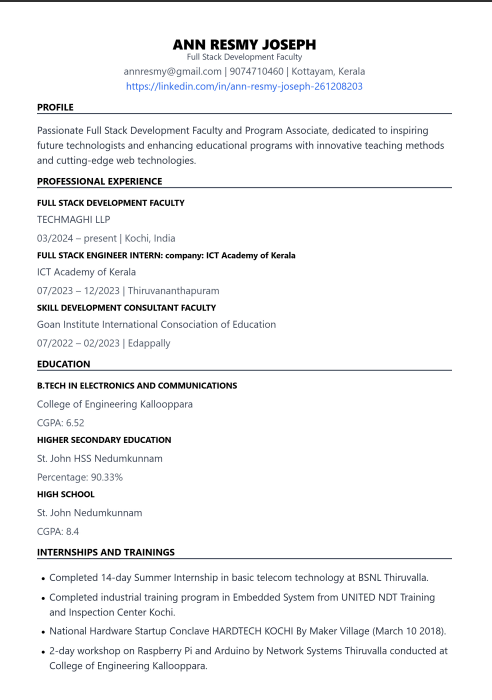 ANN RESMY JOSEPH
Full Stack Development Faculty
annresmy@gmail.com | 9074710460 | Kottayam, Kerala
https://linkedin.com/in/ann-resmy-joseph-261208203
PROFILE
Passionate Full Stack Development Faculty and Program Associate, dedicated to inspiring
future technologists and enhancing educational programs with innovative teaching methods
and cutting-edge web technologies.
PROFESSIONAL EXPERIENCE
FULL STACK DEVELOPMENT FACULTY
TECHMAGHI LLP
03/2024 – present | Kochi, India
FULL STACK ENGINEER INTERN: company: ICT Academy of Kerala
ICT Academy of Kerala
07/2023 – 12/2023 | Thiruvananthapuram
SKILL DEVELOPMENT CONSULTANT FACULTY
Goan Institute International Consociation of Education
07/2022 – 02/2023 | Edappally
EDUCATION
B.TECH IN ELECTRONICS AND COMMUNICATIONS
College of Engineering Kallooppara
CGPA: 6.52
HIGHER SECONDARY EDUCATION
St. John HSS Nedumkunnam
Percentage: 90.33%
HIGH SCHOOL
St. John Nedumkunnam
CGPA: 8.4
INTERNSHIPS AND TRAININGS
• Completed 14-day Summer Internship in basic telecom technology at BSNL Thiruvalla.
• Completed industrial training program in Embedded System from UNITED NDT Training
and Inspection Center Kochi.
• National Hardware Startup Conclave HARDTECH KOCHI By Maker Village (March 10 2018).
• 2-day workshop on Raspberry Pi and Arduino by Network Systems Thiruvalla conducted at
College of Engineering Kallooppara.